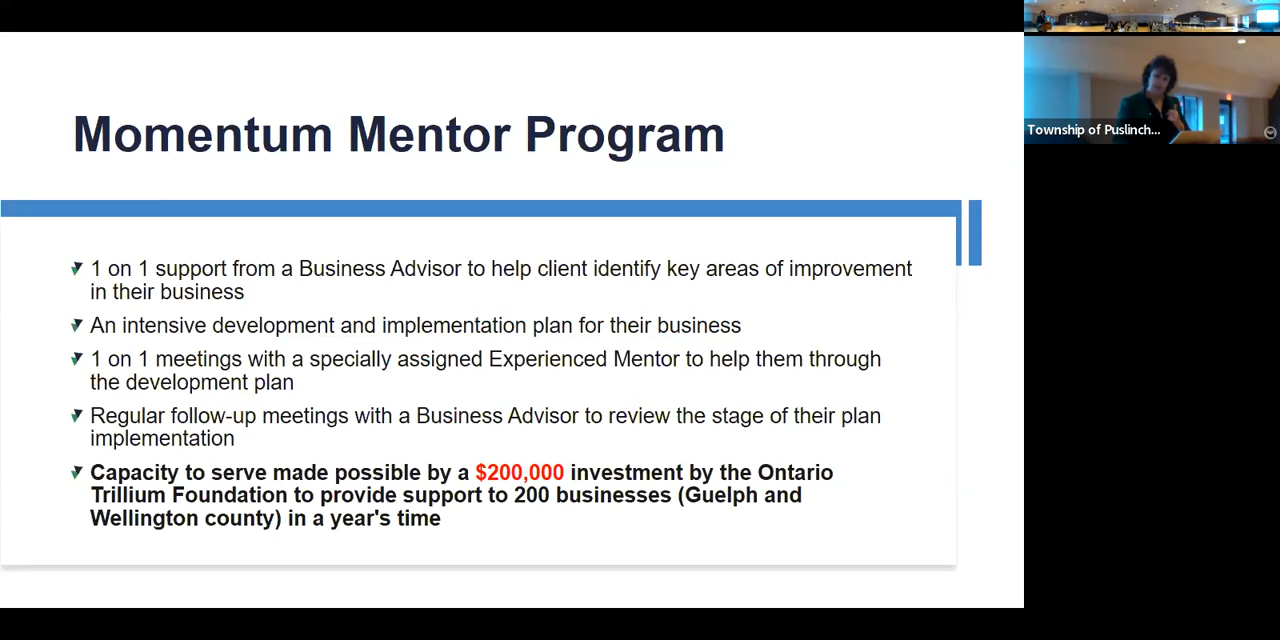 Momentum Mentor Program
1 on 1 support from a Business Advisor to help client identify key areas of improvement
in their business
An intensive development and implementation plan for their business
1 on 1 meetings with a specially assigned Experienced Mentor to help them through
the development plan
Regular follow-up meetings with a Business Advisor to review the stage of their plan
implementation
Capacity to serve made possible by a $200,000 investment by the Ontario
Trillium Foundation to provide support to 200 businesses (Guelph and
Wellington county) in a year's time
Township of Puslinch...